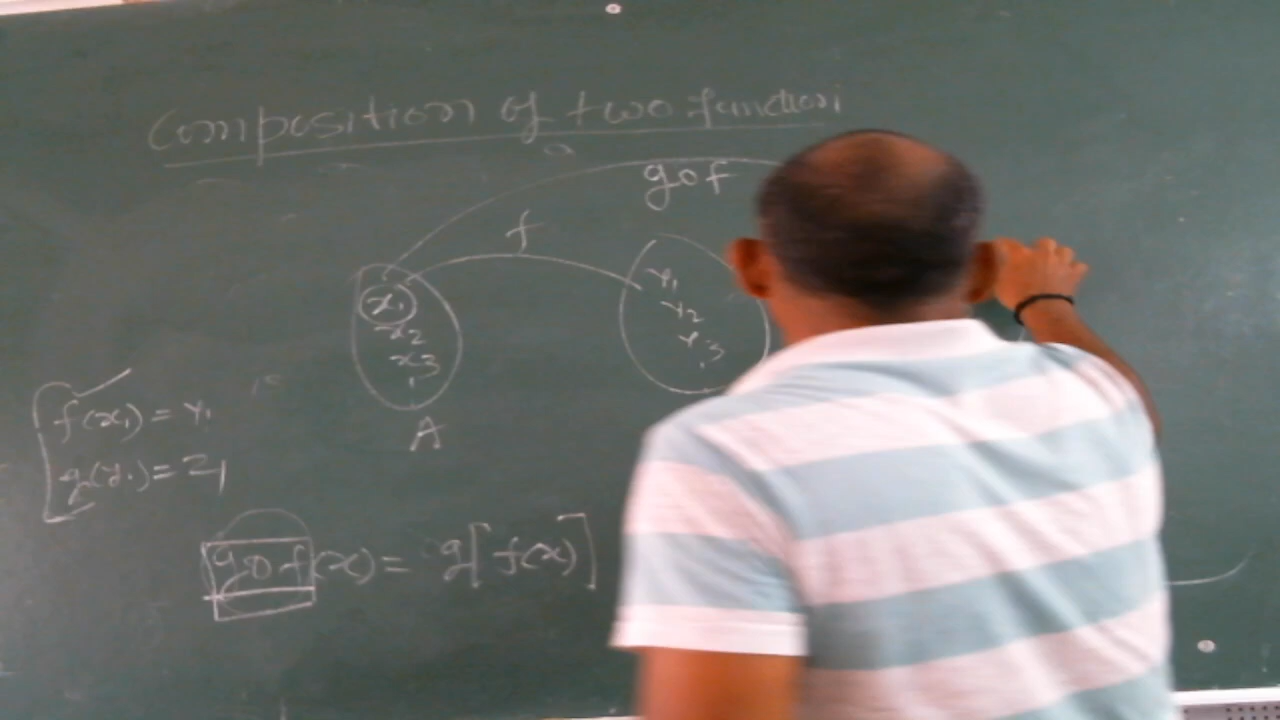 Composition of two function
gof
f
x1
x2
x3
A
y1
y2
y3
f(x1) = y1
g(y1) = z1
gof(x) = g[f(x)]